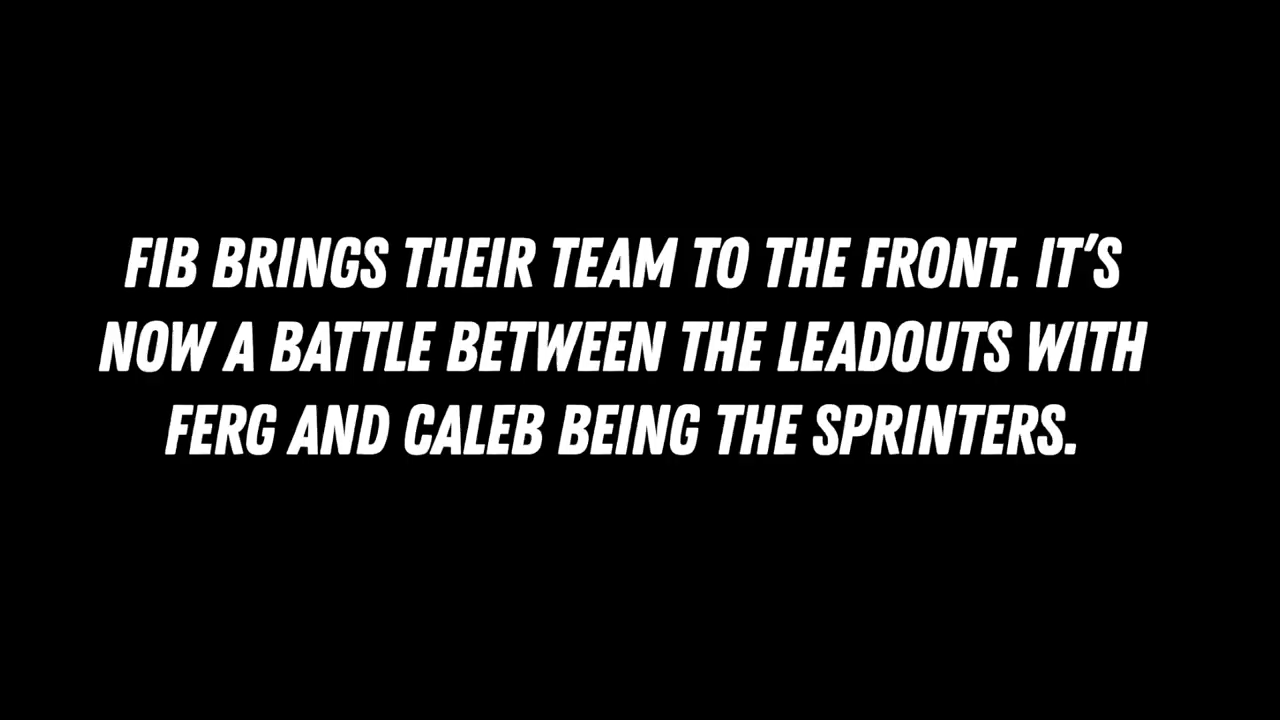 FIB BRINGS THEIR TEAM TO THE FRONT. IT'S
NOW A BATTLE BETWEEN THE LEADOUTS WITH
FERG AND CALEB BEING THE SPRINTERS.